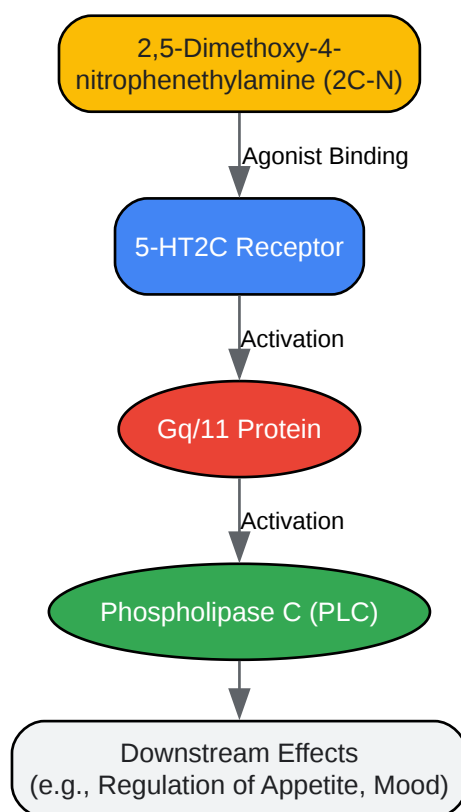 2,5-Dimethoxy-4-
nitrophenethylamine (2C-N)
Agonist Binding
5-HT2C Receptor
Activation
Gq/11 Protein
Activation
Phospholipase C (PLC)
Downstream Effects
(e.g., Regulation of Appetite, Mood)